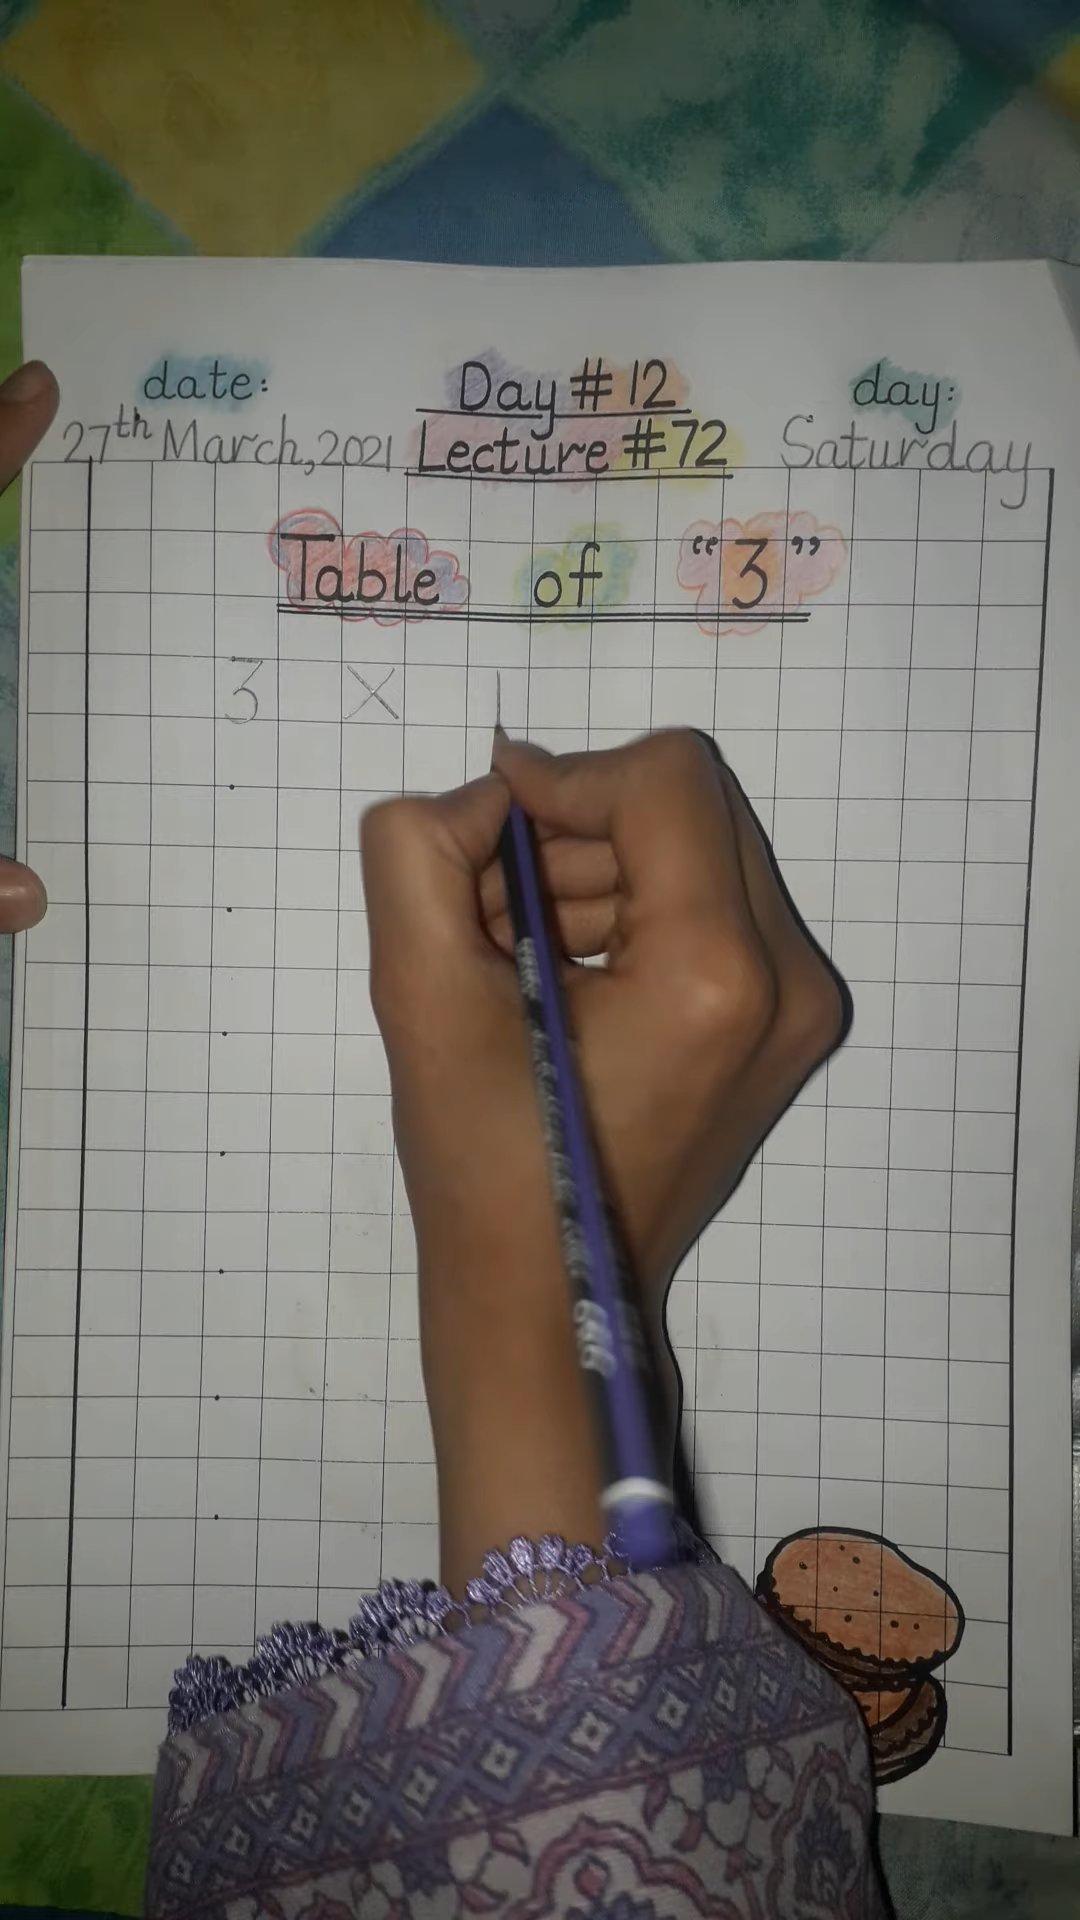 date: Day # 12 day:
27th March, 2021 Lecture #72 Saturday
Table of “3”
3 × 1